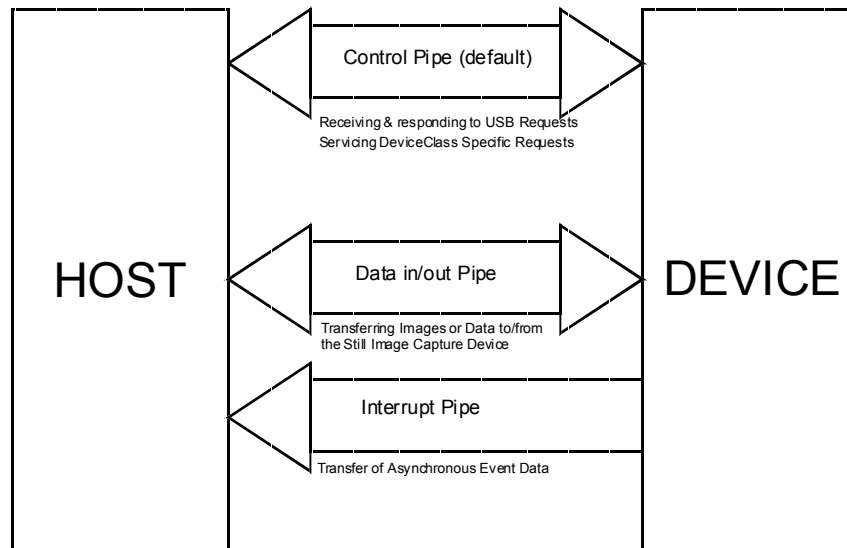 Control Pipe (default)
Receiving & responding to USB Requests
Servicing DeviceClass Specific Requests
HOST
Data in/out Pipe
DEVICE
Transferring Images or Data to/from
the Still Image Capture Device
Interrupt Pipe
Transfer of Asynchronous Event Data